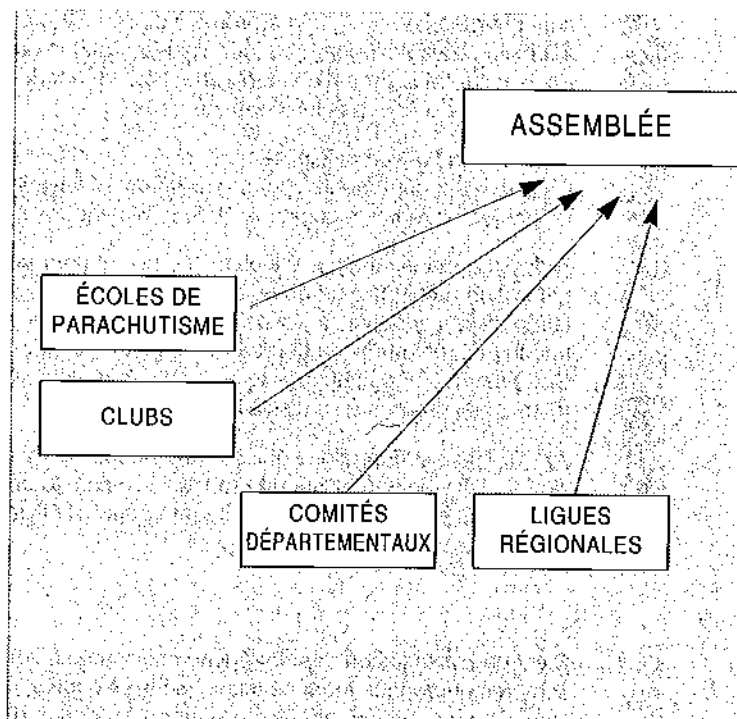 ASSEMBLÉE
ÉCOLES DE
PARACHUTISME
CLUBS
COMITÉS
DÉPARTEMENTAUX
LIGUES
RÉGIONALES